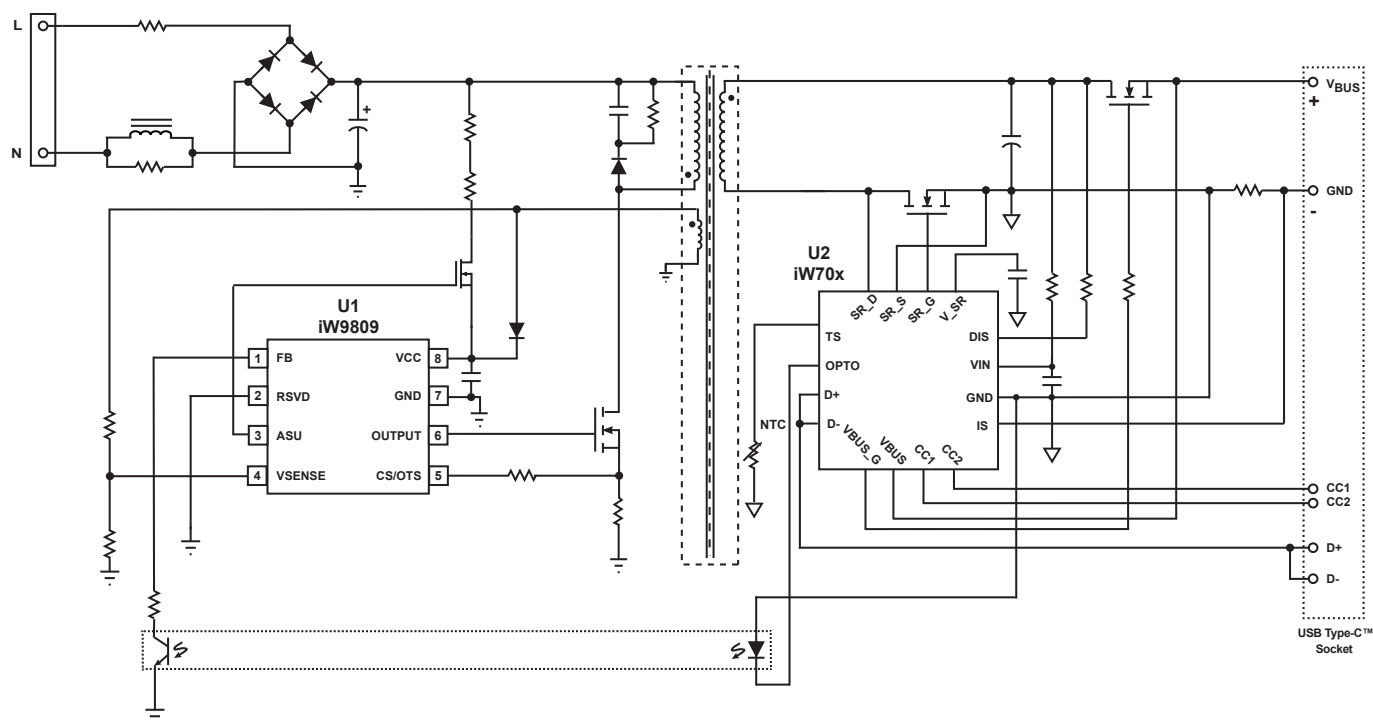 L
N
+
VBUS
+
GND
-
U2
iW70x
SR_D
SR_S
SR_G
V_SR
TS
OPTO
D+
D-
DIS
VIN
GND
IS
VBUS_G
VBUS
CC1
CC2
NTC
U1
iW9809
1 FB
2 RSVD
3 ASU
4 VSENSE
VCC 8
GND 7
OUTPUT 6
CS/OTS 5
CC1
CC2
D+
D-
USB Type-C™
Socket